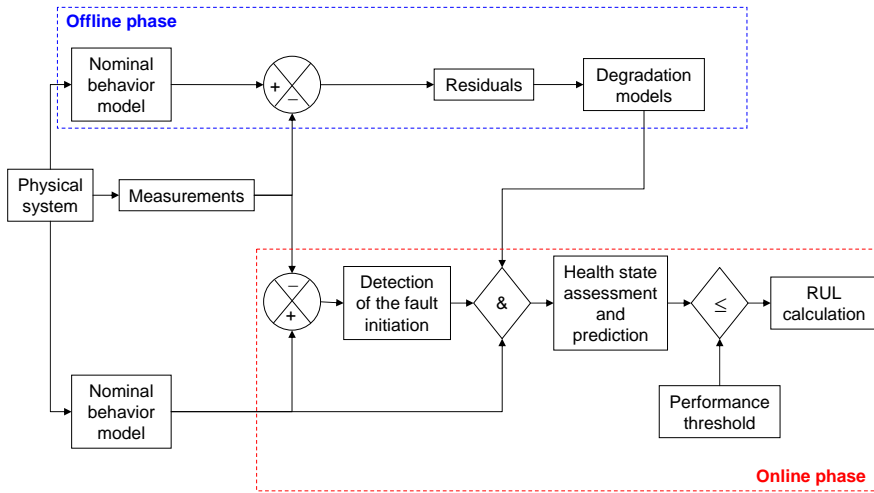 Offline phase
Nominal
behavior
model
+
−
Residuals
Degradation
models
Physical
system
Measurements
−
+
Detection
of the fault
initiation
&
Health state
assessment
and
prediction
≤
RUL
calculation
Nominal
behavior
model
Performance
threshold
Online phase